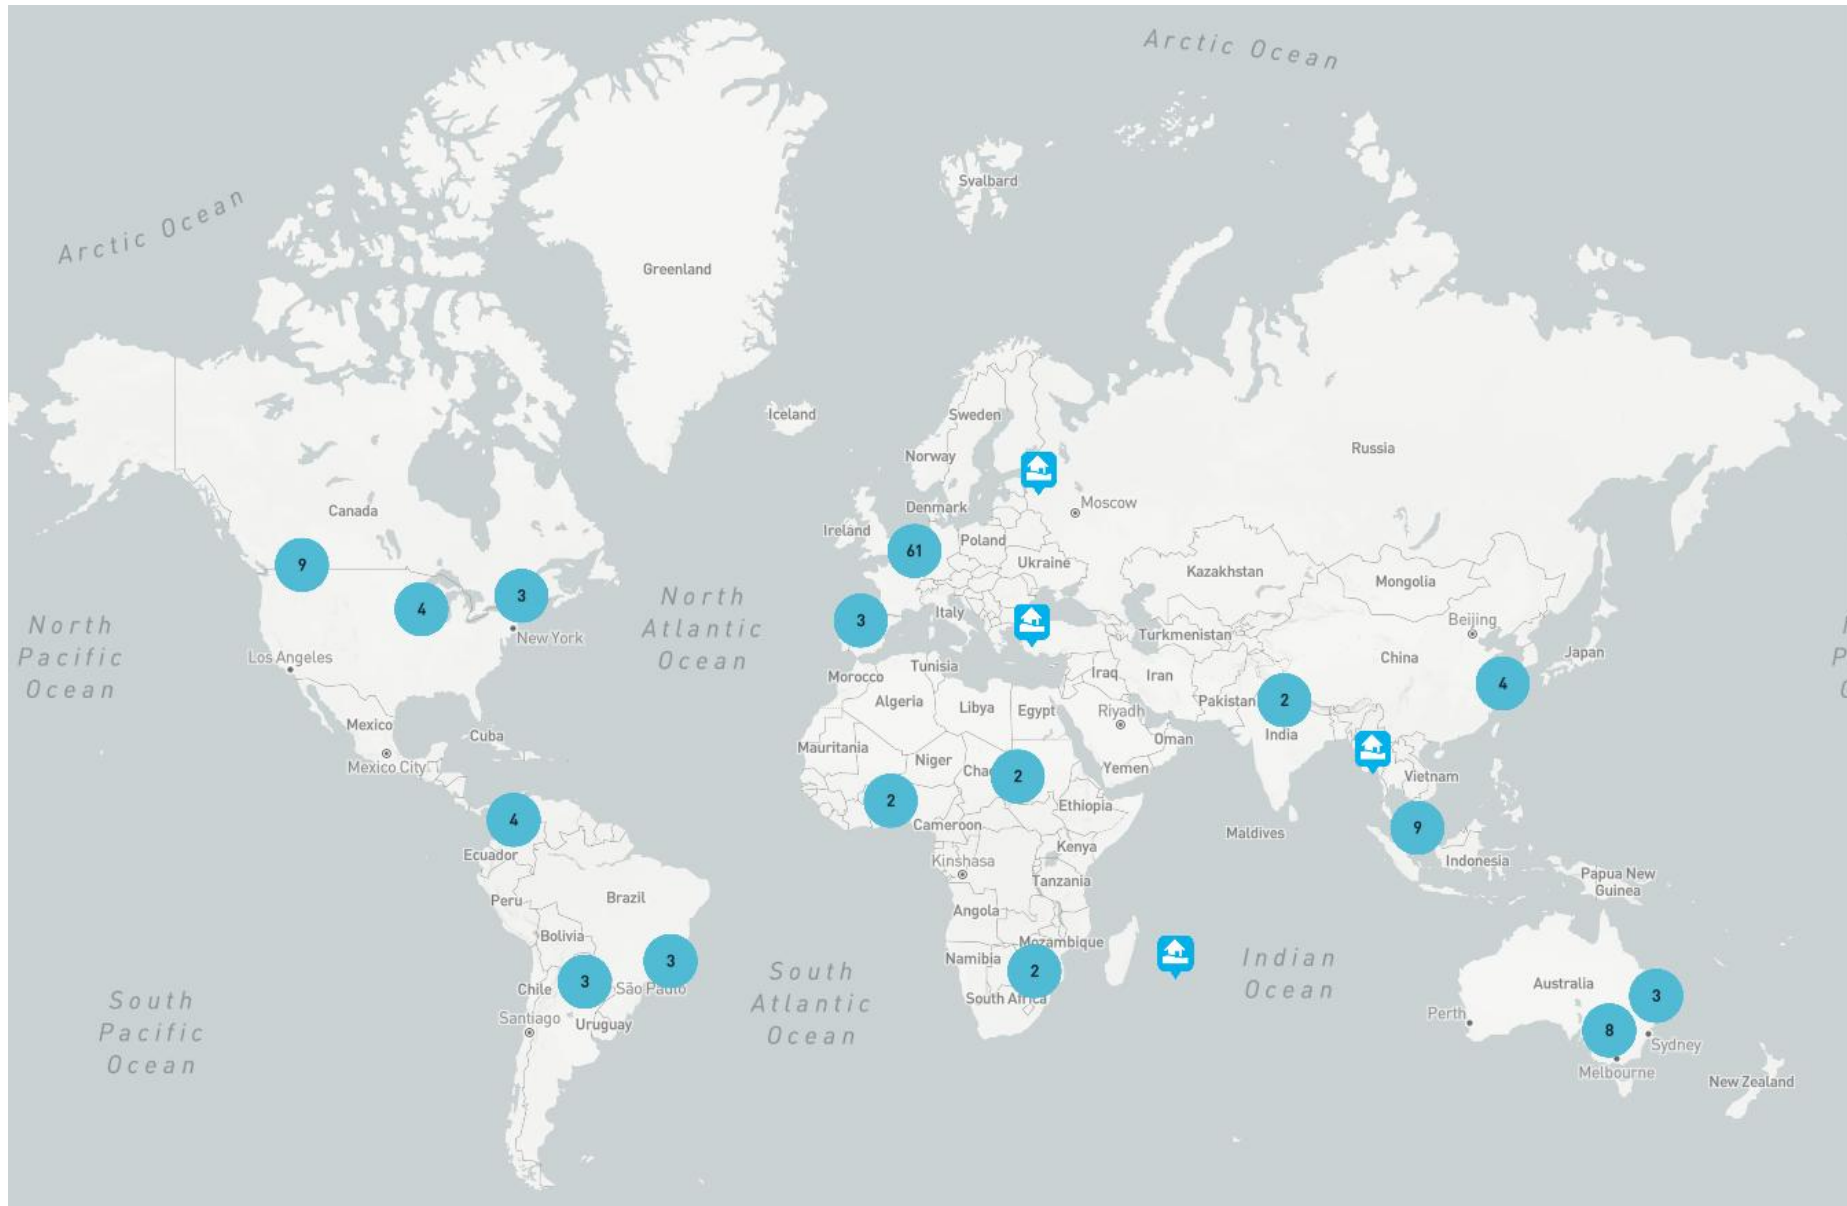 Arctic Ocean
Svalbard
Arctic Ocean
Greenland
Iceland
Sweden
Russia
Norway
Moscow
Denmark
Canada
Ireland
Poland
61
Ukraine
9
Kazakhstan
Mongolia
3
4
North
Atlantic
Ocean
Italy
3
Beijing
North
Pacific
Ocean
New York
Turkmenistan
Los Angeles
China
Japan
Tunisia
Morocco
Iraq
Iran
4
Algeria
Libya
Egypt
Pakistan
2
Riyadh
Mexico
Cuba
India
Oman
Mauritania
Mexico City
Niger
Yemen
Vietnam
Chad
2
2
Ethiopia
4
Cameroon
Maldives
9
Kenya
Ecuador
Kinshasa
Indonesia
Tanzania
Papua New
Guinea
Peru
Brazil
Angola
Bolivia
Mozambique
3
Namibia
2
Indian
Ocean
South
Atlantic
Ocean
3
Chile
São Paulo
South Africa
Australia
3
South
Pacific
Ocean
Santiago
Uruguay
Perth
8
Sydney
Melbourne
New Zealand
P